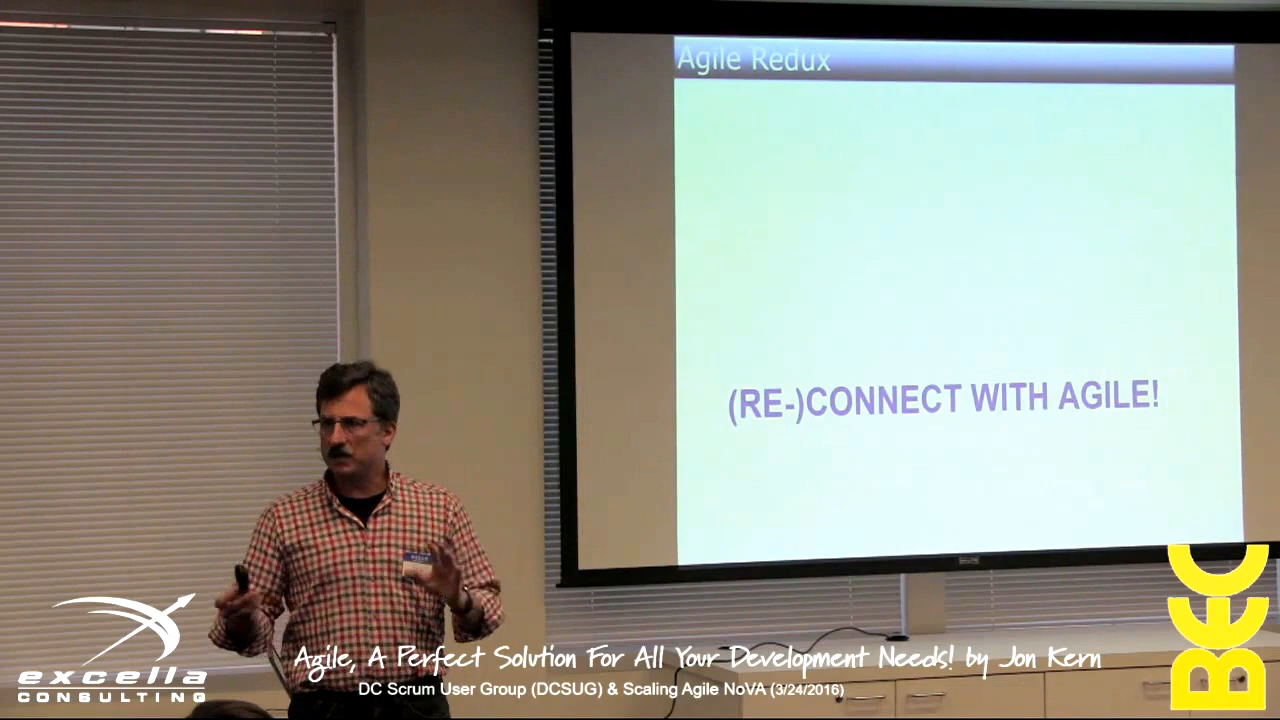 Agile Redux
(RE-)CONNECT WITH AGILE!
excella
CONSULTING
Agile, A Perfect Solution For All Your Development Needs! by Jon Kern
DC Scrum User Group (DCSUG) & Scaling Agile NoVA (3/24/2016)
BEC